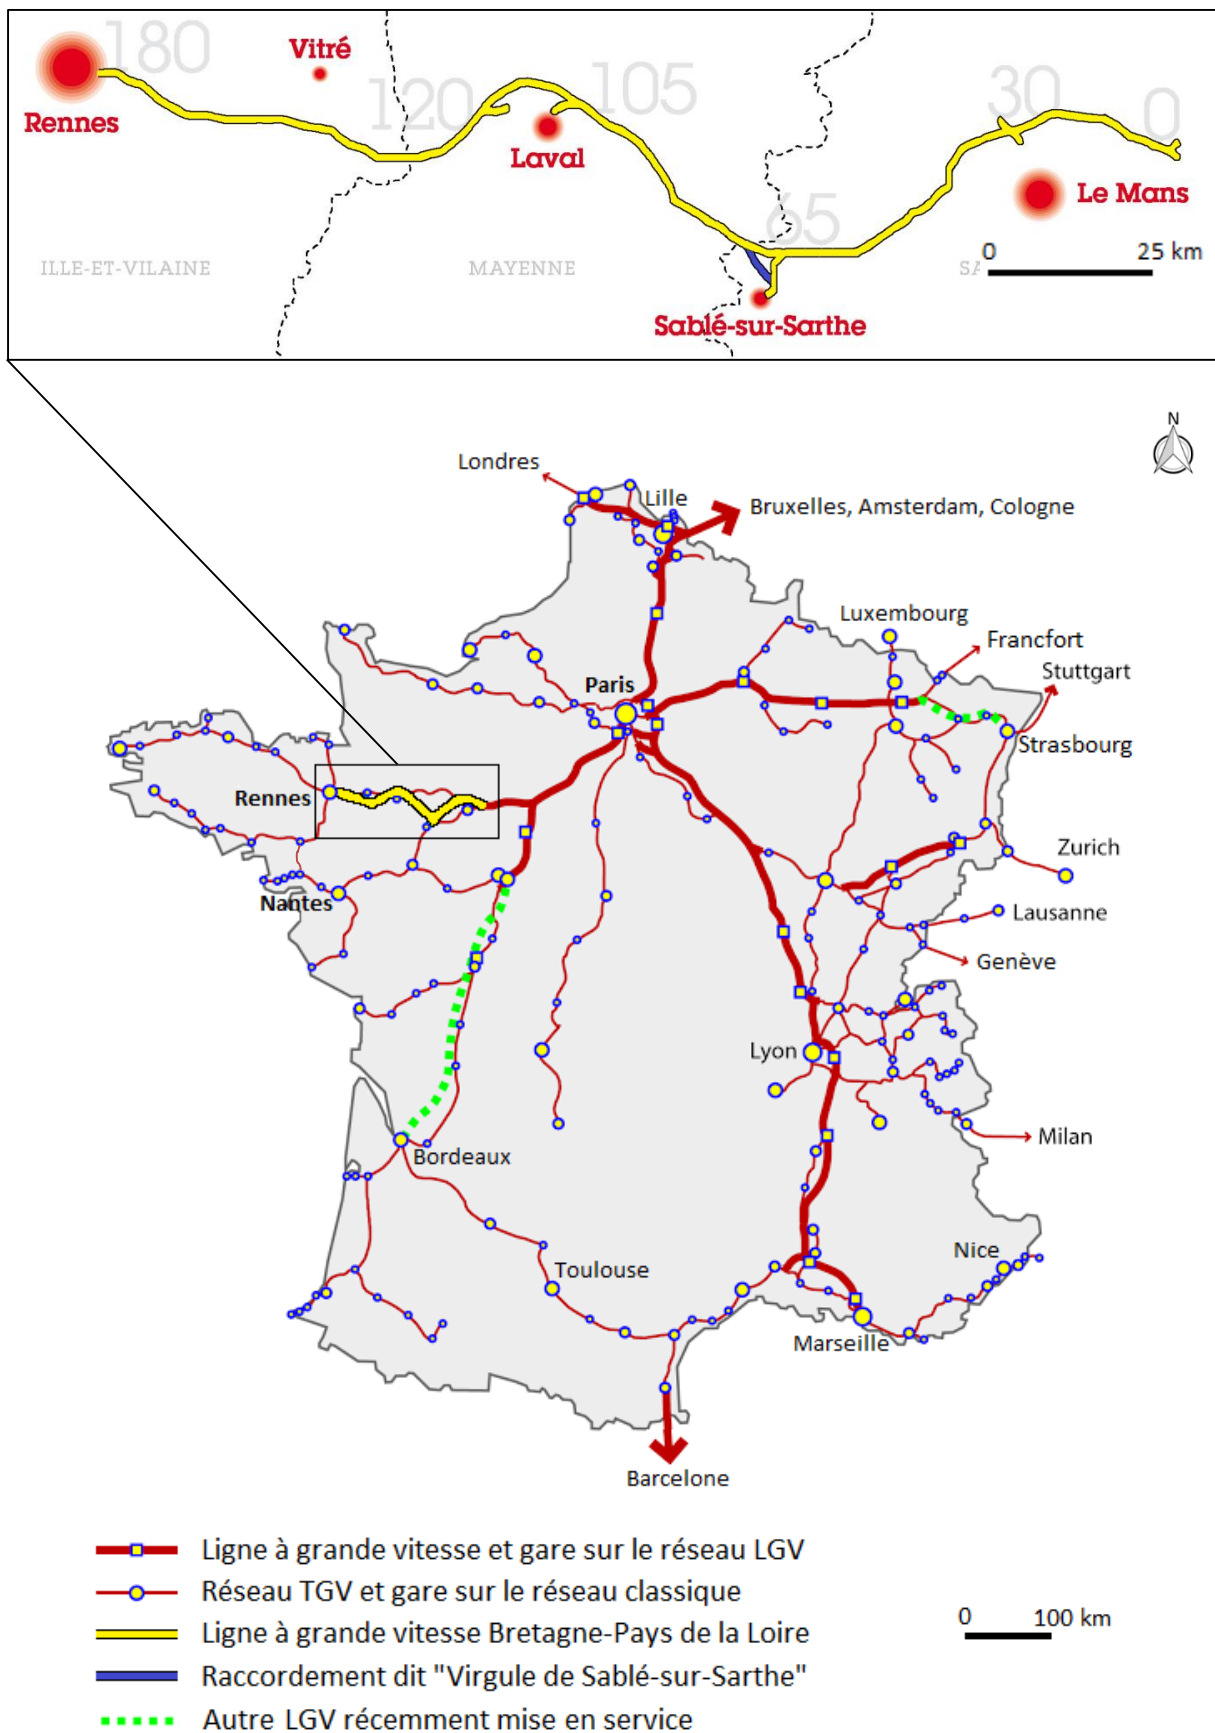 180
Vitré
120
105
30
0
Rennes
Laval
Le Mans
65
0
25 km
ILLE-ET-VILAINE
MAYENNE
SA
Sablé-sur-Sarthe
N
Londres
Lille
Bruxelles, Amsterdam, Cologne
Luxembourg
Francfort
Stuttgart
Paris
Strasbourg
Rennes
Zurich
Nantes
Lausanne
Genève
Lyon
Milan
Bordeaux
Nice
Toulouse
Marseille
Barcelone
Ligne à grande vitesse et gare sur le réseau LGV
Réseau TGV et gare sur le réseau classique
Ligne à grande vitesse Bretagne-Pays de la Loire
0 100 km
Raccordement dit "Virgule de Sablé-sur-Sarthe"
Autre LGV récemment mise en service